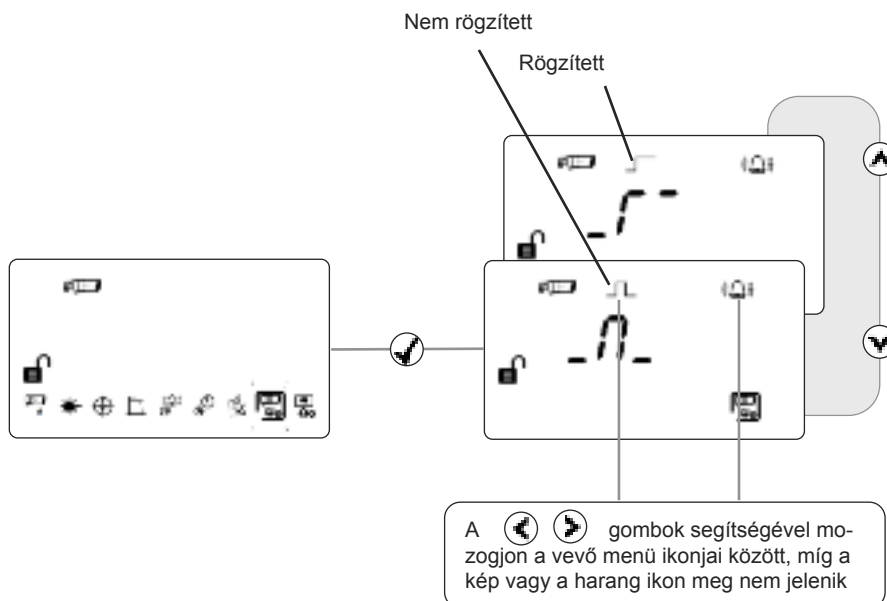 Nem rögzített
Rögzített
A gombok segítségével mo-
zogjon a vevő menü ikonjai között, míg a
kép vagy a harang ikon meg nem jelenik